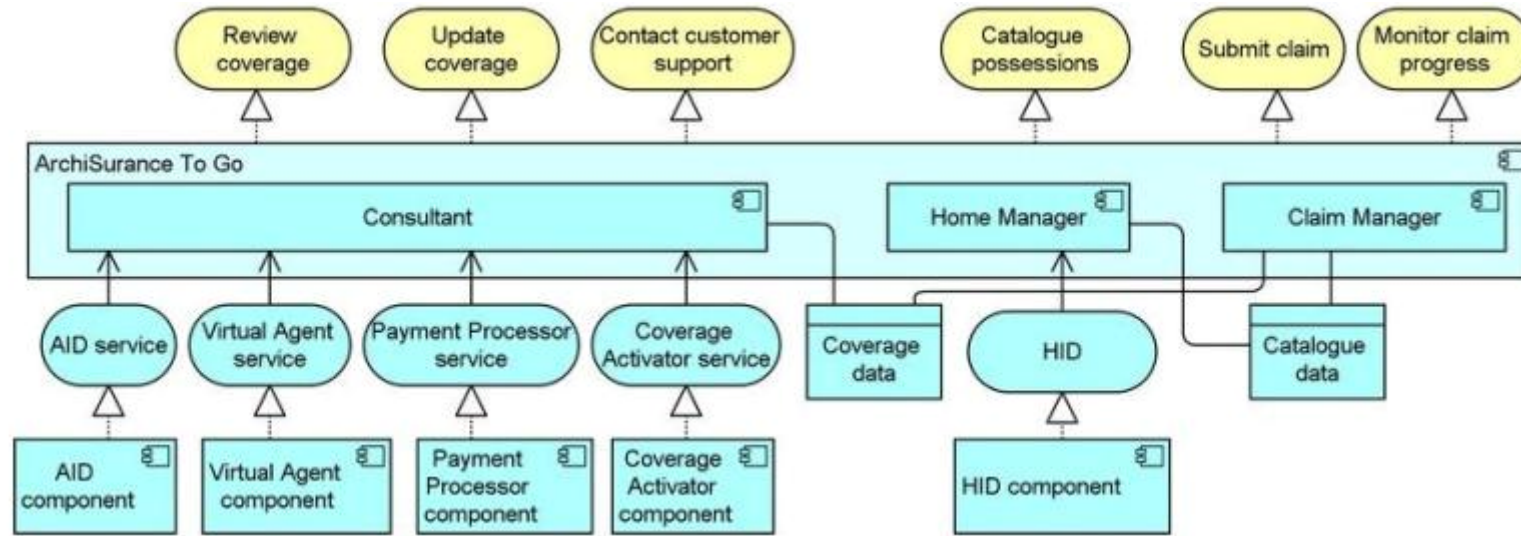 Review
coverage
Update
coverage
Contact customer
support
Catalogue
possessions
Submit claim
Monitor claim
progress
ArchiSurance To Go
Consultant
Home Manager
Claim Manager
AID service
Virtual Agent
service
Payment Processor
service
Coverage
Activator service
Coverage
data
HID
Catalogue
data
AID
component
Virtual Agent
component
Payment
Processor
component
Coverage
Activator
component
HID component